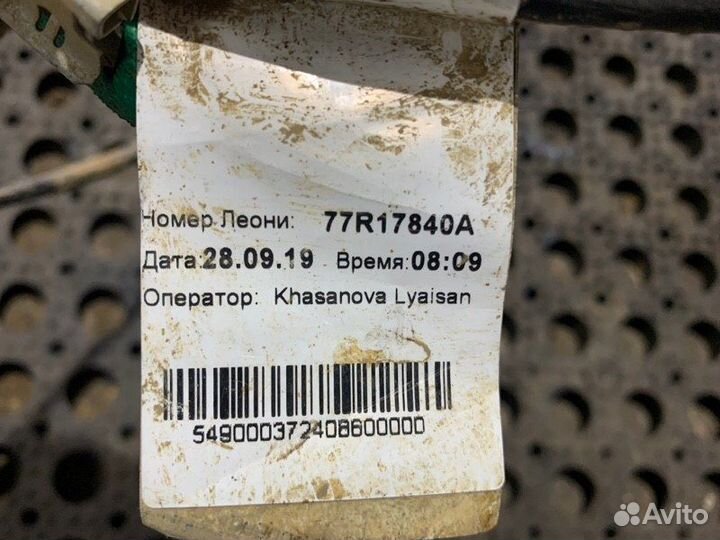 Номер Леони: 77R17840A
Дата:28.09.19 Время:08:09
Оператор: Khasanova Lyaisan
549000372408600000
Avito